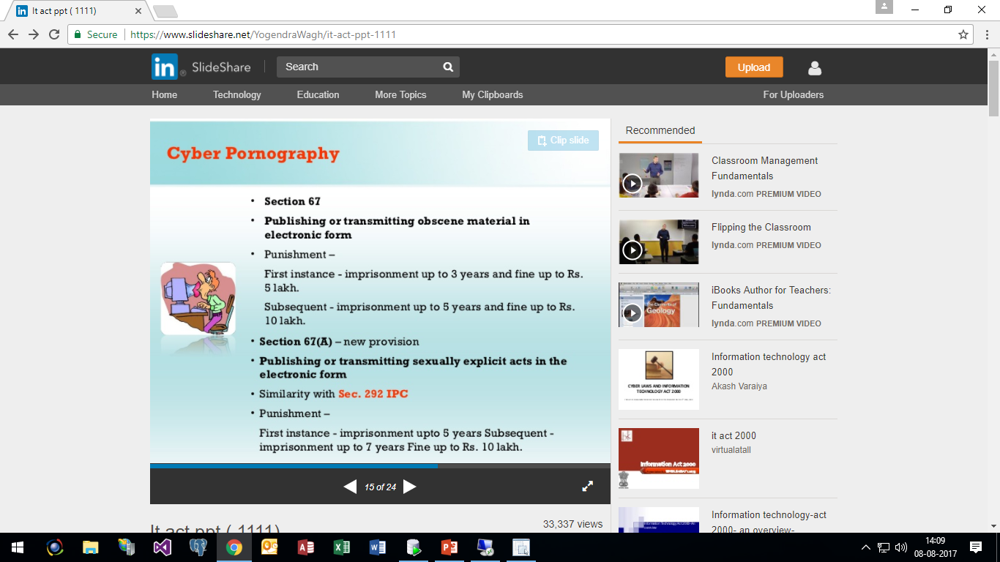 It act ppt ( 1111)
Secure
https://www.slideshare.net/YogendraWagh/it-act-ppt-1111
in ® SlideShare
Search
Upload
Home
Technology
Education
More Topics
My Clipboards
For Uploaders
Cyber Pornography
Clip slide
• Section 67
• Publishing or transmitting obscene material in
electronic form
• Punishment –
First instance - imprisonment up to 3 years and fine up to Rs.
5 lakh.
Subsequent - imprisonment up to 5 years and fine up to Rs.
10 lakh.
• Section 67(A) – new provision
• Publishing or transmitting sexually explicit acts in the
electronic form
• Similarity with Sec. 292 IPC
• Punishment –
First instance - imprisonment upto 5 years Subsequent -
imprisonment up to 7 years Fine up to Rs. 10 lakh.
15 of 24
It act ppt ( 1111)
33,337 views
Recommended
Classroom Management
Fundamentals
lynda.com PREMIUM VIDEO
Flipping the Classroom
lynda.com PREMIUM VIDEO
The Elements of
Geology
iBooks Author for Teachers:
Fundamentals
lynda.com PREMIUM VIDEO
CYBER LAWS AND INFORMATION
TECHNOLOGY ACT 2000
Information technology act
2000
Akash Varaiya
Information Act 2000
it act 2000
virtualatall
Information technology-act
2000- an overview-
14:09
08-08-2017